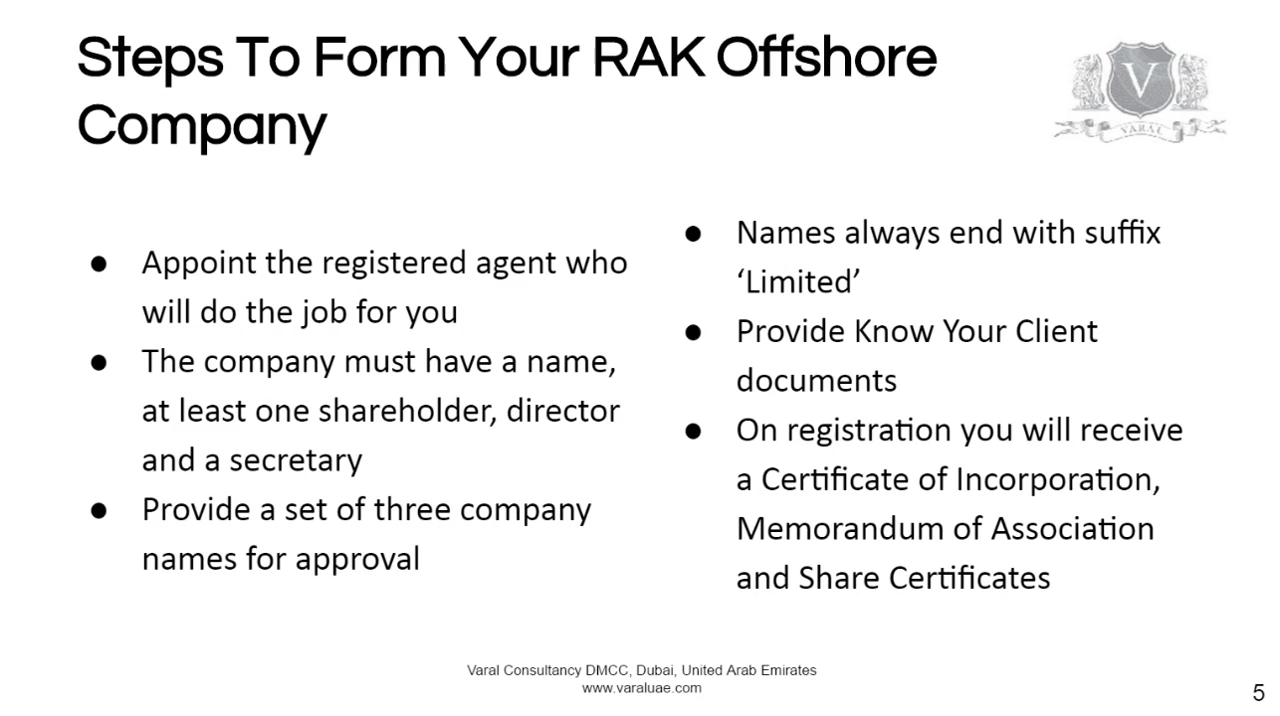 Steps To Form Your RAK Offshore
Company
V
VARAL
● Appoint the registered agent who
will do the job for you
● The company must have a name,
at least one shareholder, director
and a secretary
● Provide a set of three company
names for approval
● Names always end with suffix
‘Limited’
● Provide Know Your Client
documents
● On registration you will receive
a Certificate of Incorporation,
Memorandum of Association
and Share Certificates
Varal Consultancy DMCC, Dubai, United Arab Emirates
www.varaluae.com
5